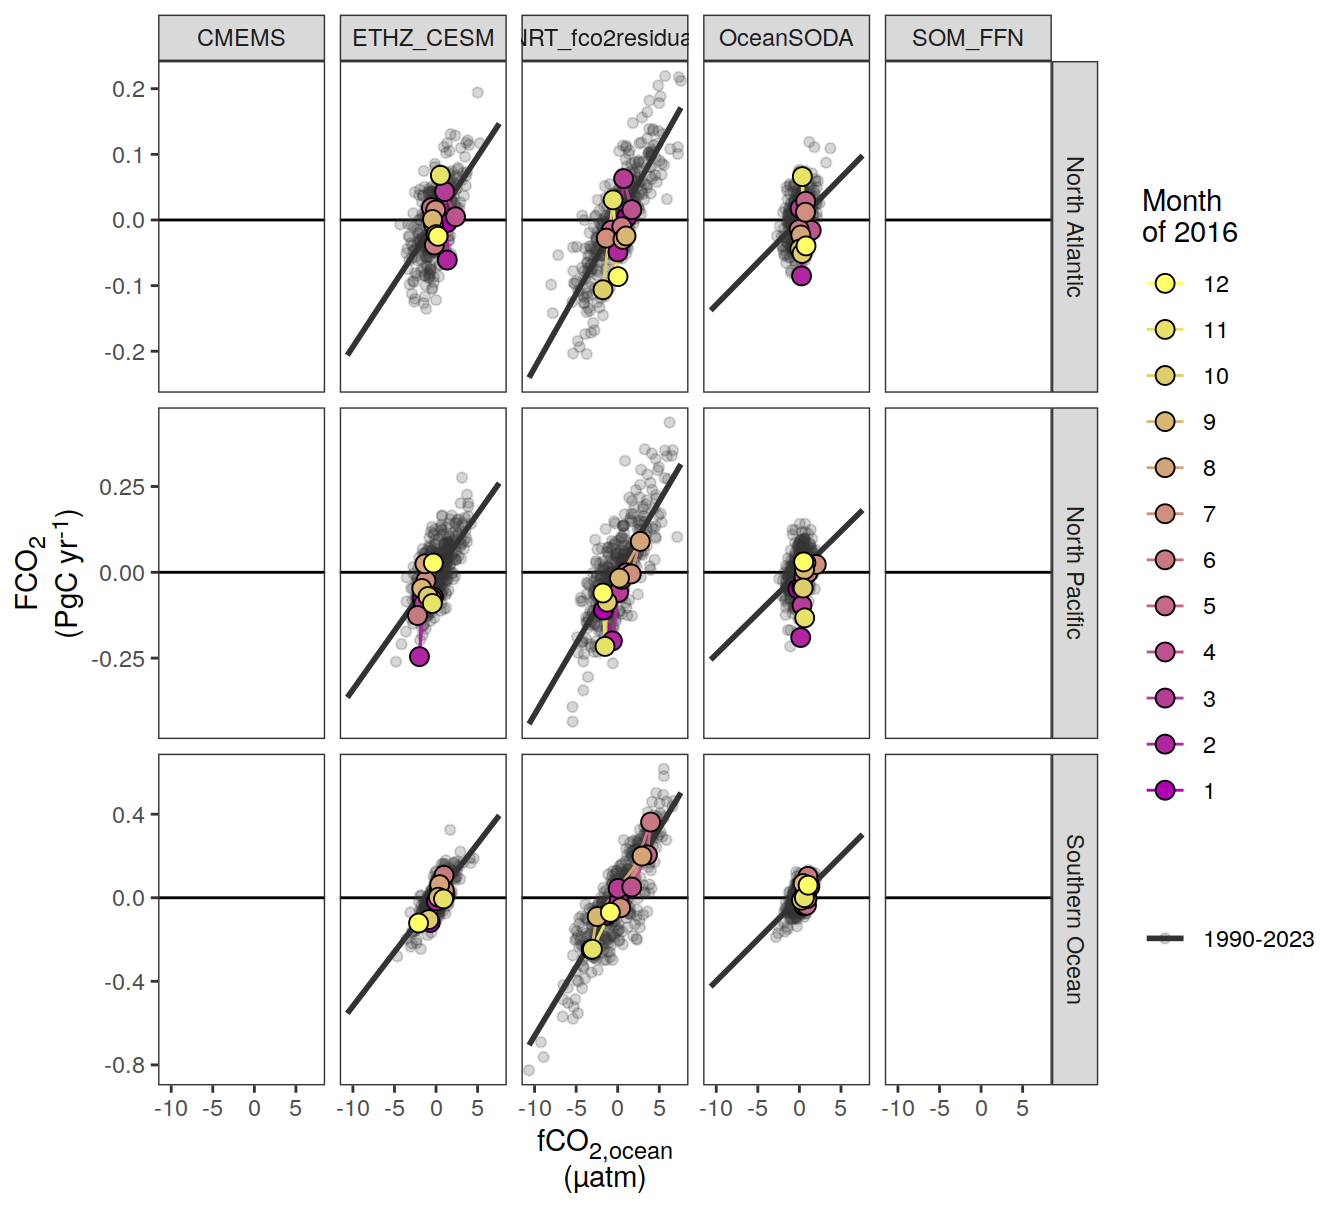 CMEMS ETHZ_CESM NRT_fco2residua OceanSODA SOM_FFN
0.2
0.1
0.0
-0.1
-0.2
North Atlantic
0.25
0.00
-0.25
North Pacific
0.4
0.0
-0.4
-0.8
Southern Ocean
FCO2
(PgC yr-1)
-10 -5 0 5 -10 -5 0 5 -10 -5 0 5 -10 -5 0 5 -10 -5 0 5
fCO2,ocean
(µatm)
Month
of 2016
12
11
10
9
8
7
6
5
4
3
2
1
1990-2023